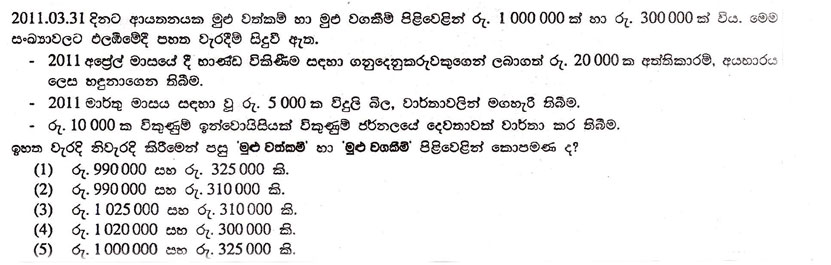 2011.03.31 දිනට ආයතනයක මුළු වත්කම් හා මුළු වගකීම් පිළිවෙළින් රු. 1 000 000 ක් හා රු. 300 000 ක් විය. මෙම
සංඛ්‍යාවලට එලඹීමේදී පහත වැරදීම් සිදුවී ඇත.
- 2011 අප්‍රේල් මාසයේ දී භාණ්ඩ විකිණීම සඳහා ගනුදෙනුකරුවකුගෙන් ලබාගත් රු. 20 000 ක අත්තිකාරම්, අයභාරය
ලෙස හඳුනාගෙන තිබීම.
- 2011 මාර්තු මාසය සඳහා වූ රු. 5 000 ක විදුලි බිල, වාර්තාවලින් මගහැරී තිබීම.
- රු. 10 000 ක විකුණුම් ඉන්වොයිසියක් විකුණුම් ජර්නලයේ දෙවතාවක් වාර්තා කර තිබීම.
ඉහත වැරදි නිවැරදි කිරීමෙන් පසු 'මුළු වත්කම්' හා 'මුළු වගකීම්' පිළිවෙළින් කොපමණ ද?
(1) රු. 990 000 සහ රු. 325 000 කි.
(2) රු. 990 000 සහ රු. 310 000 කි.
(3) රු. 1 025 000 සහ රු. 310 000 කි.
(4) රු. 1 020 000 සහ රු. 300 000 කි.
(5) රු. 1 000 000 සහ රු. 325 000 කි.